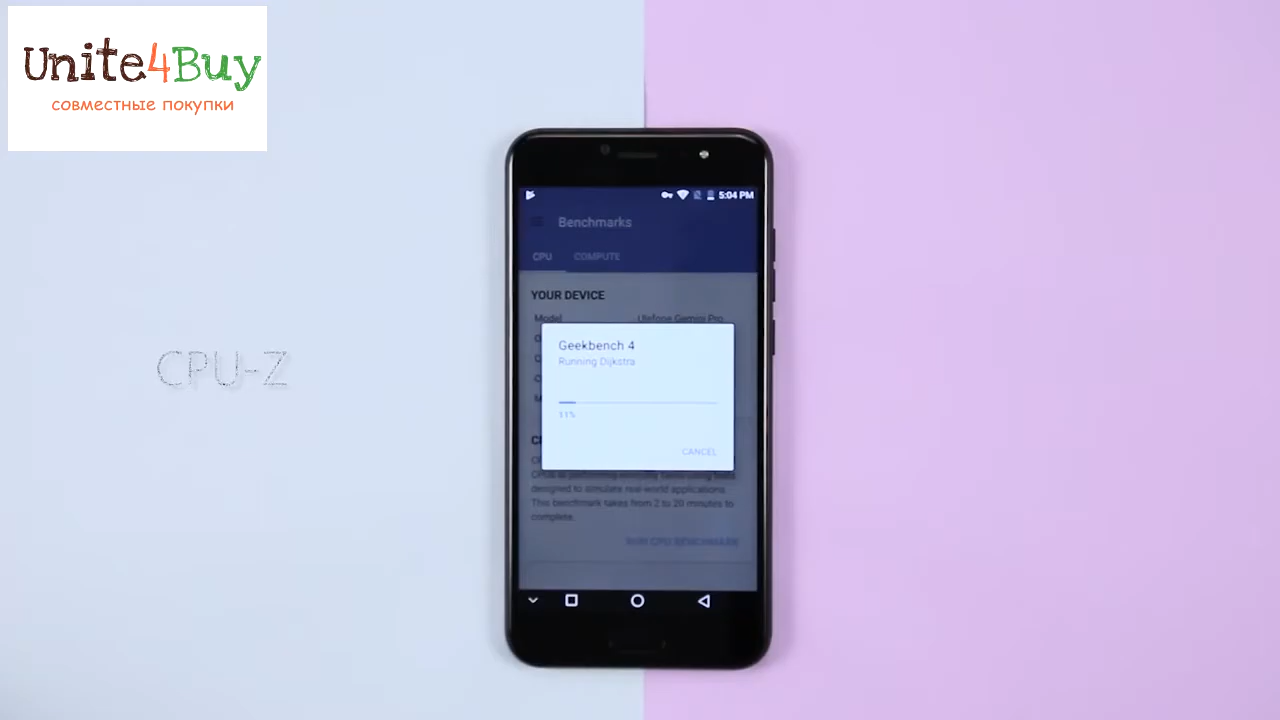 Unite4Buy
совместные покупки
5:04 PM
Benchmarks
CPU COMPUTE
YOUR DEVICE
Model Ulefone Gemini Pro
Geekbench 4
Running Dijkstra
11%
CANCEL
CPU-Z
designed to simulate real-world applications.
This benchmark takes from 2 to 20 minutes to
complete.
RUN CPU BENCHMARK